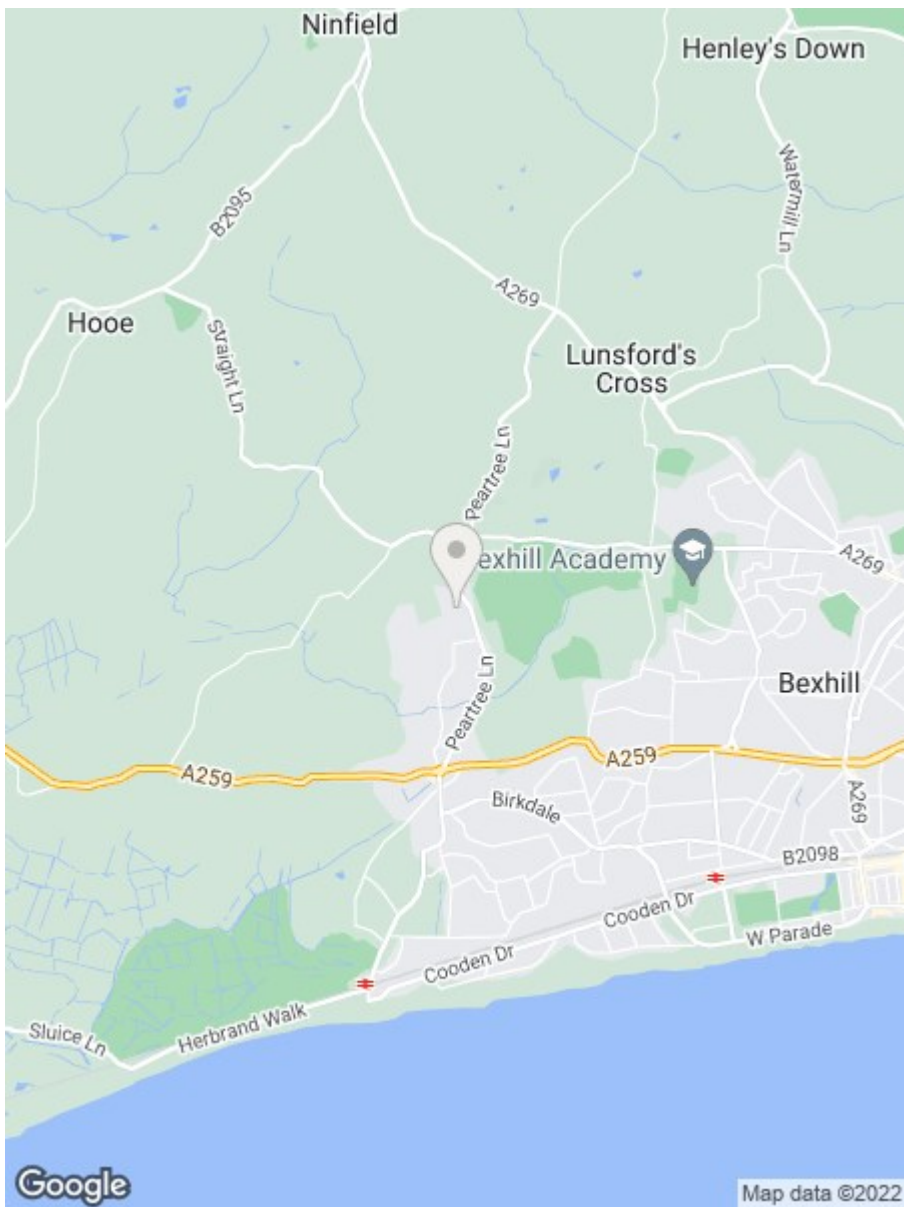 Ninfield
Henley's Down
Watermill Ln
B2095
A269
Hooe
Straight Ln
Lunsford's
Cross
Peartree Ln
exhill Academy
A269
Peartree Ln
Bexhill
A259
A259
Birkdale
A269
B2098
Cooden Dr
W Parade
Cooden Dr
Herbrand Walk
Sluice Ln
Google
Map data ©2022